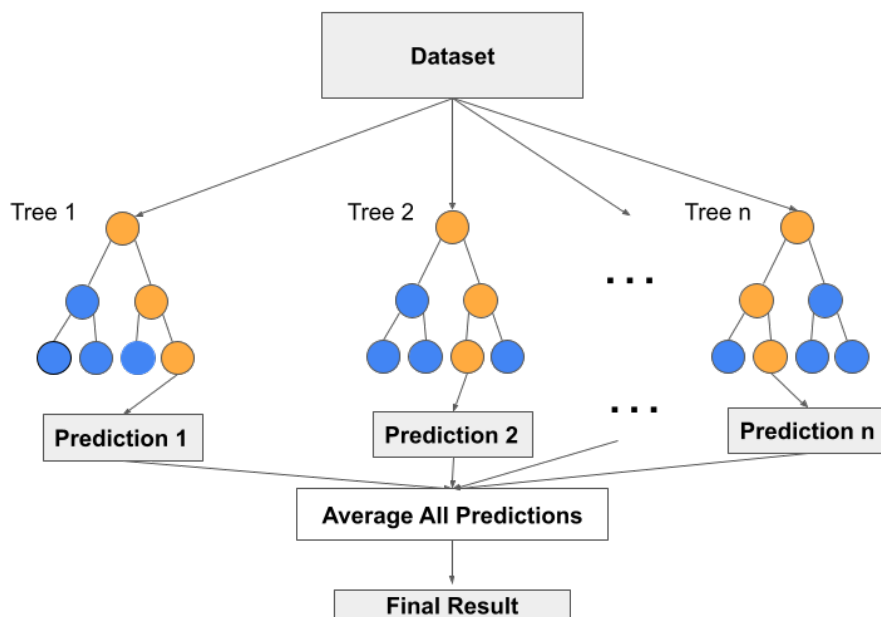 Dataset
Tree 1
Tree 2
Tree n
...
...
Prediction 1
Prediction 2
Prediction n
Average All Predictions
Final Result